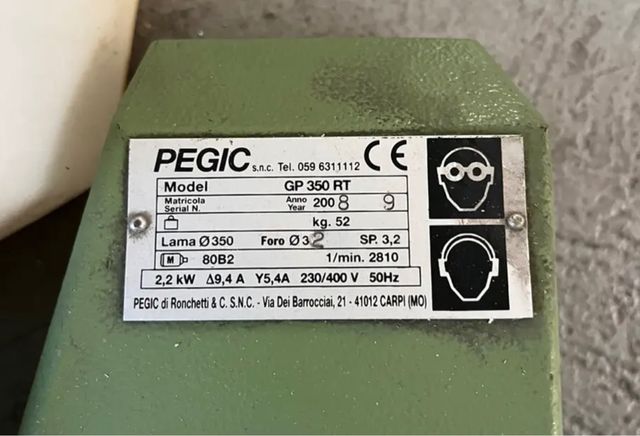 PEGIC s.n.c. Tel. 059 6311112 CE
Model GP 350 RT
Matricola Serial N. Anno Year 2008 9
kg. 52
Lama Ø350 Foro Ø32 SP. 3,2
M 80B2 1/min. 2810
2,2 kW Δ9,4 A Y5,4A 230/400 V 50Hz
PEGIC di Ronchetti & C. S.N.C. - Via Dei Barrocciai, 21 - 41012 CARPI (MO)